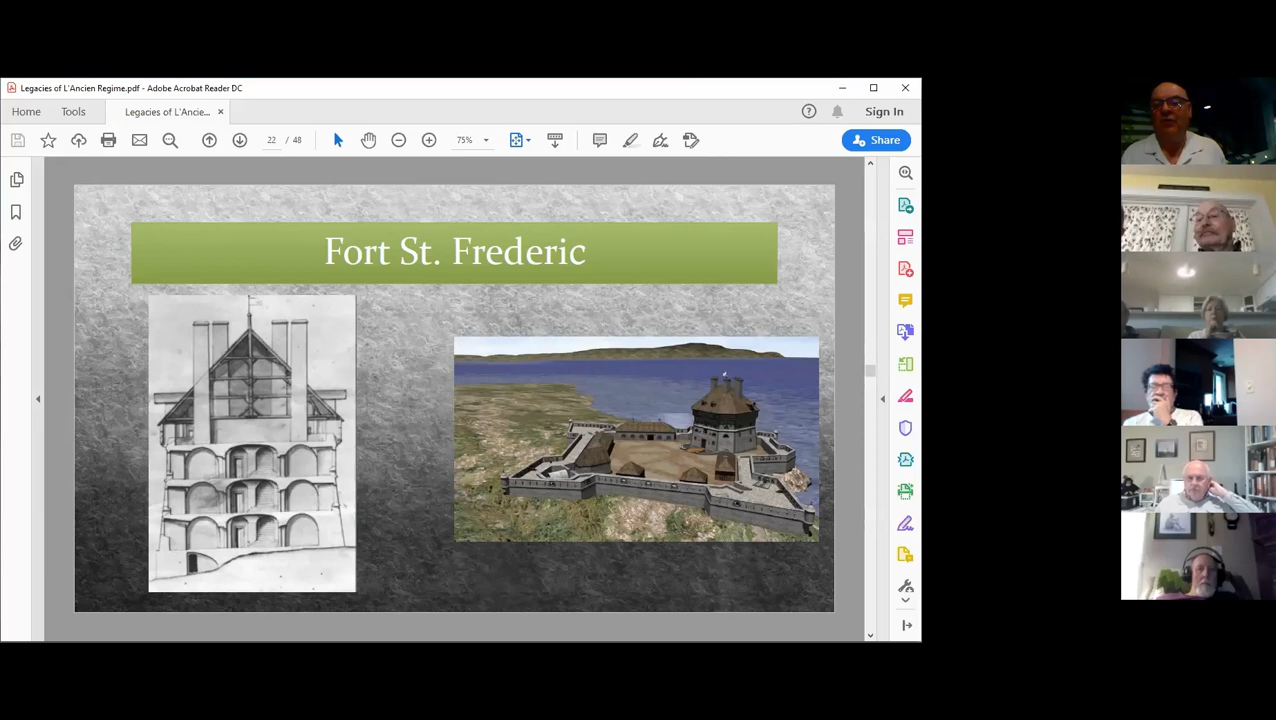 Legacies of L'Ancien Regime.pdf - Adobe Acrobat Reader DC
Home Tools Legacies of L'Ancie... × Sign In
22 / 48 75% Share
Fort St. Frederic